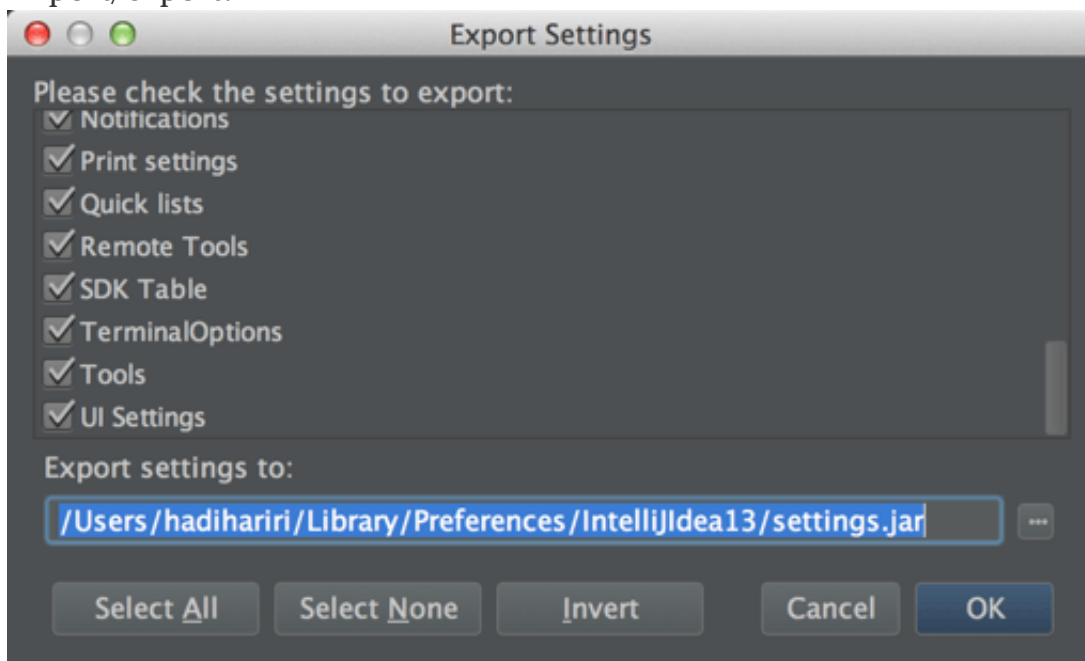 Export Settings
Please check the settings to export:
Notifications
Print settings
Quick lists
Remote Tools
SDK Table
TerminalOptions
Tools
UI Settings
Export settings to:
/Users/hadihariri/Library/Preferences/IntelliJIdea13/settings.jar
...
Select All Select None Invert Cancel OK